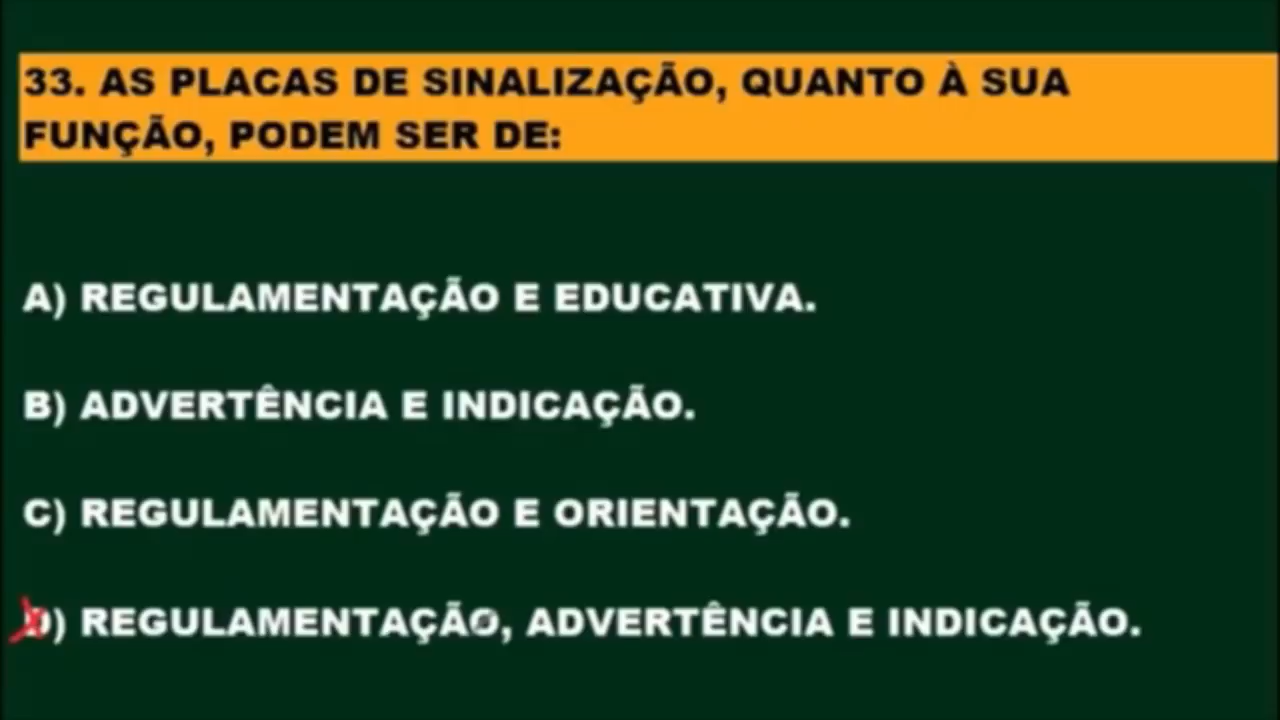 33. AS PLACAS DE SINALIZAÇÃO, QUANTO À SUA
FUNÇÃO, PODEM SER DE:
A) REGULAMENTAÇÃO E EDUCATIVA.
B) ADVERTÊNCIA E INDICAÇÃO.
C) REGULAMENTAÇÃO E ORIENTAÇÃO.
D) REGULAMENTAÇÃO, ADVERTÊNCIA E INDICAÇÃO.